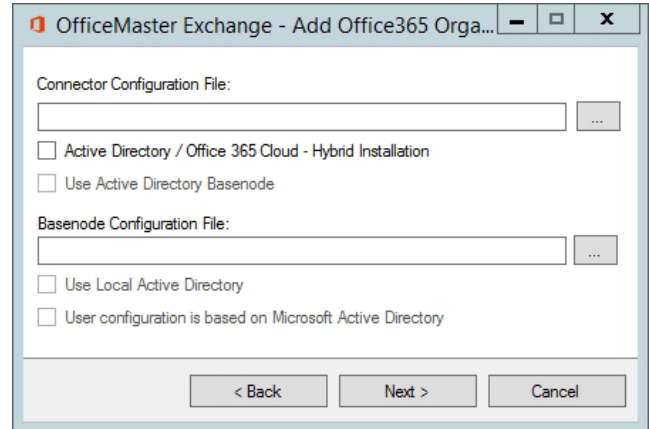 OfficeMaster Exchange - Add Office365 Orga...
Connector Configuration File:
...
Active Directory / Office 365 Cloud - Hybrid Installation
Use Active Directory Basenode
Basenode Configuration File:
...
Use Local Active Directory
User configuration is based on Microsoft Active Directory
< Back Next > Cancel